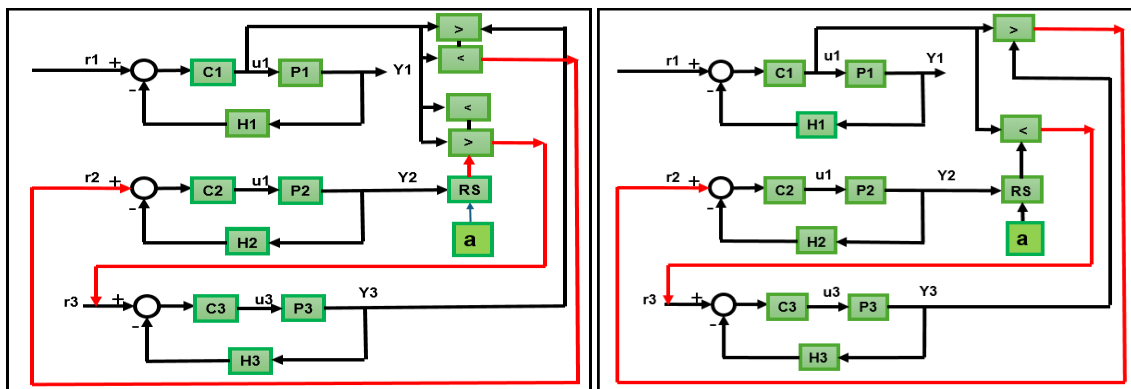 >
<
r1 + C1 u1 P1 Y1
-
H1
<
>
r2 + C2 u1 P2 Y2 RS
-
H2 a
r3 + C3 u3 P3 Y3
-
H3
>
r1 + C1 u1 P1 Y1
-
H1
<
r2 + C2 u1 P2 Y2 RS
-
H2 a
r3 + C3 u3 P3 Y3
-
H3